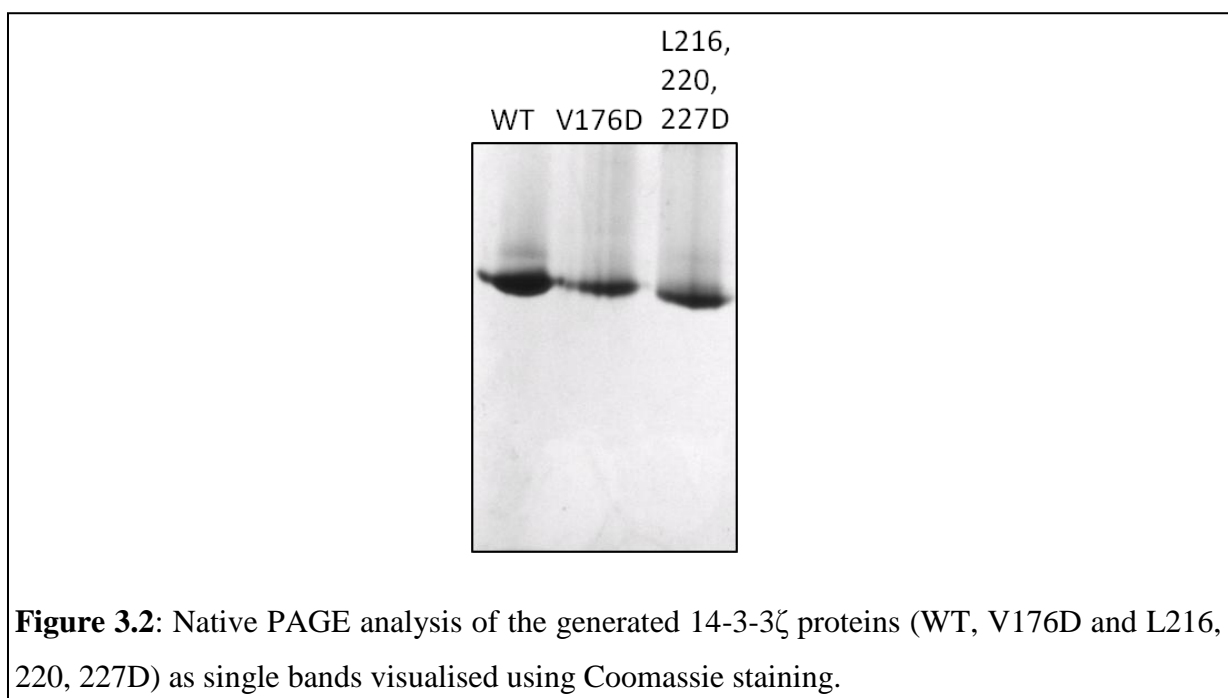 L216,
220,
WT V176D 227D
Figure 3.2: Native PAGE analysis of the generated 14-3-3ζ proteins (WT, V176D and L216,
220, 227D) as single bands visualised using Coomassie staining.